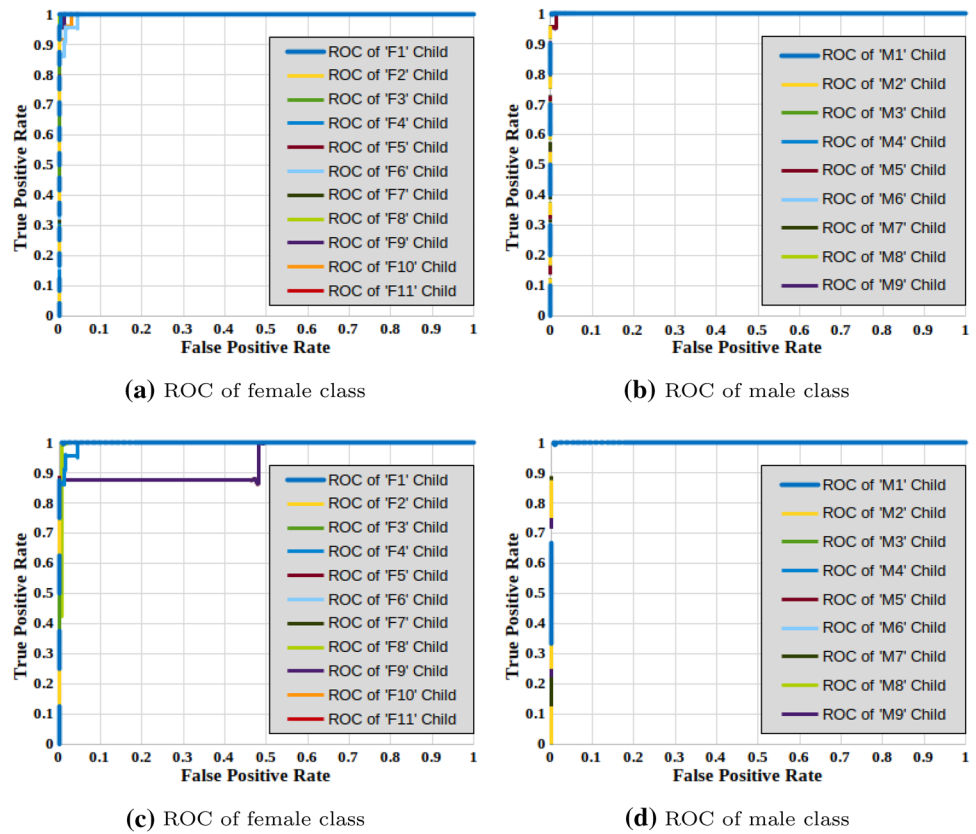 1
0.9
0.8
0.7
0.6
0.5
0.4
0.3
0.2
0.1
0
True Positive Rate
ROC of 'F1' Child
ROC of 'F2' Child
ROC of 'F3' Child
ROC of 'F4' Child
ROC of 'F5' Child
ROC of 'F6' Child
ROC of 'F7' Child
ROC of 'F8' Child
ROC of 'F9' Child
ROC of 'F10' Child
ROC of 'F11' Child
0 0.1 0.2 0.3 0.4 0.5 0.6 0.7 0.8 0.9 1
False Positive Rate
(a) ROC of female class
1
0.9
0.8
0.7
0.6
0.5
0.4
0.3
0.2
0.1
0
True Positive Rate
ROC of 'M1' Child
ROC of 'M2' Child
ROC of 'M3' Child
ROC of 'M4' Child
ROC of 'M5' Child
ROC of 'M6' Child
ROC of 'M7' Child
ROC of 'M8' Child
ROC of 'M9' Child
0 0.1 0.2 0.3 0.4 0.5 0.6 0.7 0.8 0.9 1
False Positive Rate
(b) ROC of male class
1
0.9
0.8
0.7
0.6
0.5
0.4
0.3
0.2
0.1
0
True Positive Rate
ROC of 'F1' Child
ROC of 'F2' Child
ROC of 'F3' Child
ROC of 'F4' Child
ROC of 'F5' Child
ROC of 'F6' Child
ROC of 'F7' Child
ROC of 'F8' Child
ROC of 'F9' Child
ROC of 'F10' Child
ROC of 'F11' Child
0 0.1 0.2 0.3 0.4 0.5 0.6 0.7 0.8 0.9 1
False Positive Rate
(c) ROC of female class
1
0.9
0.8
0.7
0.6
0.5
0.4
0.3
0.2
0.1
0
True Positive Rate
ROC of 'M1' Child
ROC of 'M2' Child
ROC of 'M3' Child
ROC of 'M4' Child
ROC of 'M5' Child
ROC of 'M6' Child
ROC of 'M7' Child
ROC of 'M8' Child
ROC of 'M9' Child
0 0.1 0.2 0.3 0.4 0.5 0.6 0.7 0.8 0.9 1
False Positive Rate
(d) ROC of male class